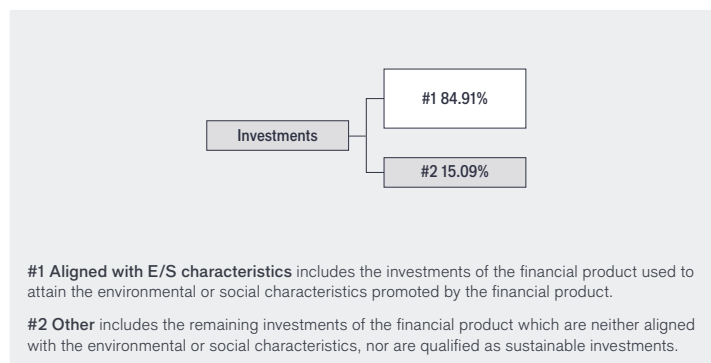 #1 84.91%
Investments
#2 15.09%
#1 Aligned with E/S characteristics includes the investments of the financial product used to
attain the environmental or social characteristics promoted by the financial product.
#2 Other includes the remaining investments of the financial product which are neither aligned
with the environmental or social characteristics, nor are qualified as sustainable investments.